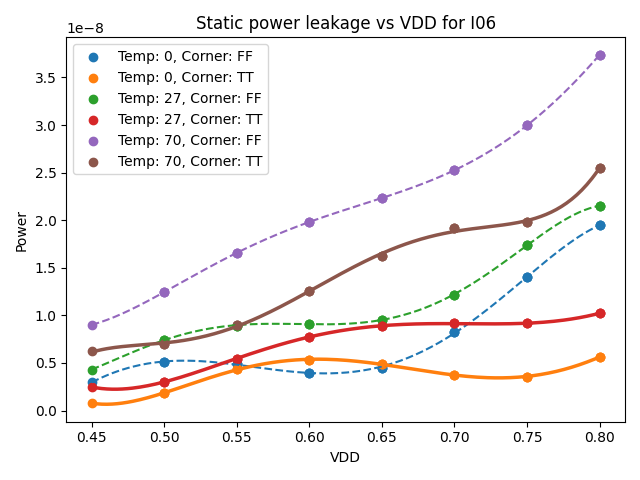 Static power leakage vs VDD for I06
1e−8
Temp: 0, Corner: FF
Temp: 0, Corner: TT
Temp: 27, Corner: FF
Temp: 27, Corner: TT
Temp: 70, Corner: FF
Temp: 70, Corner: TT
3.5
3.0
2.5
2.0
1.5
1.0
0.5
0.0
Power
0.45 0.50 0.55 0.60 0.65 0.70 0.75 0.80
VDD